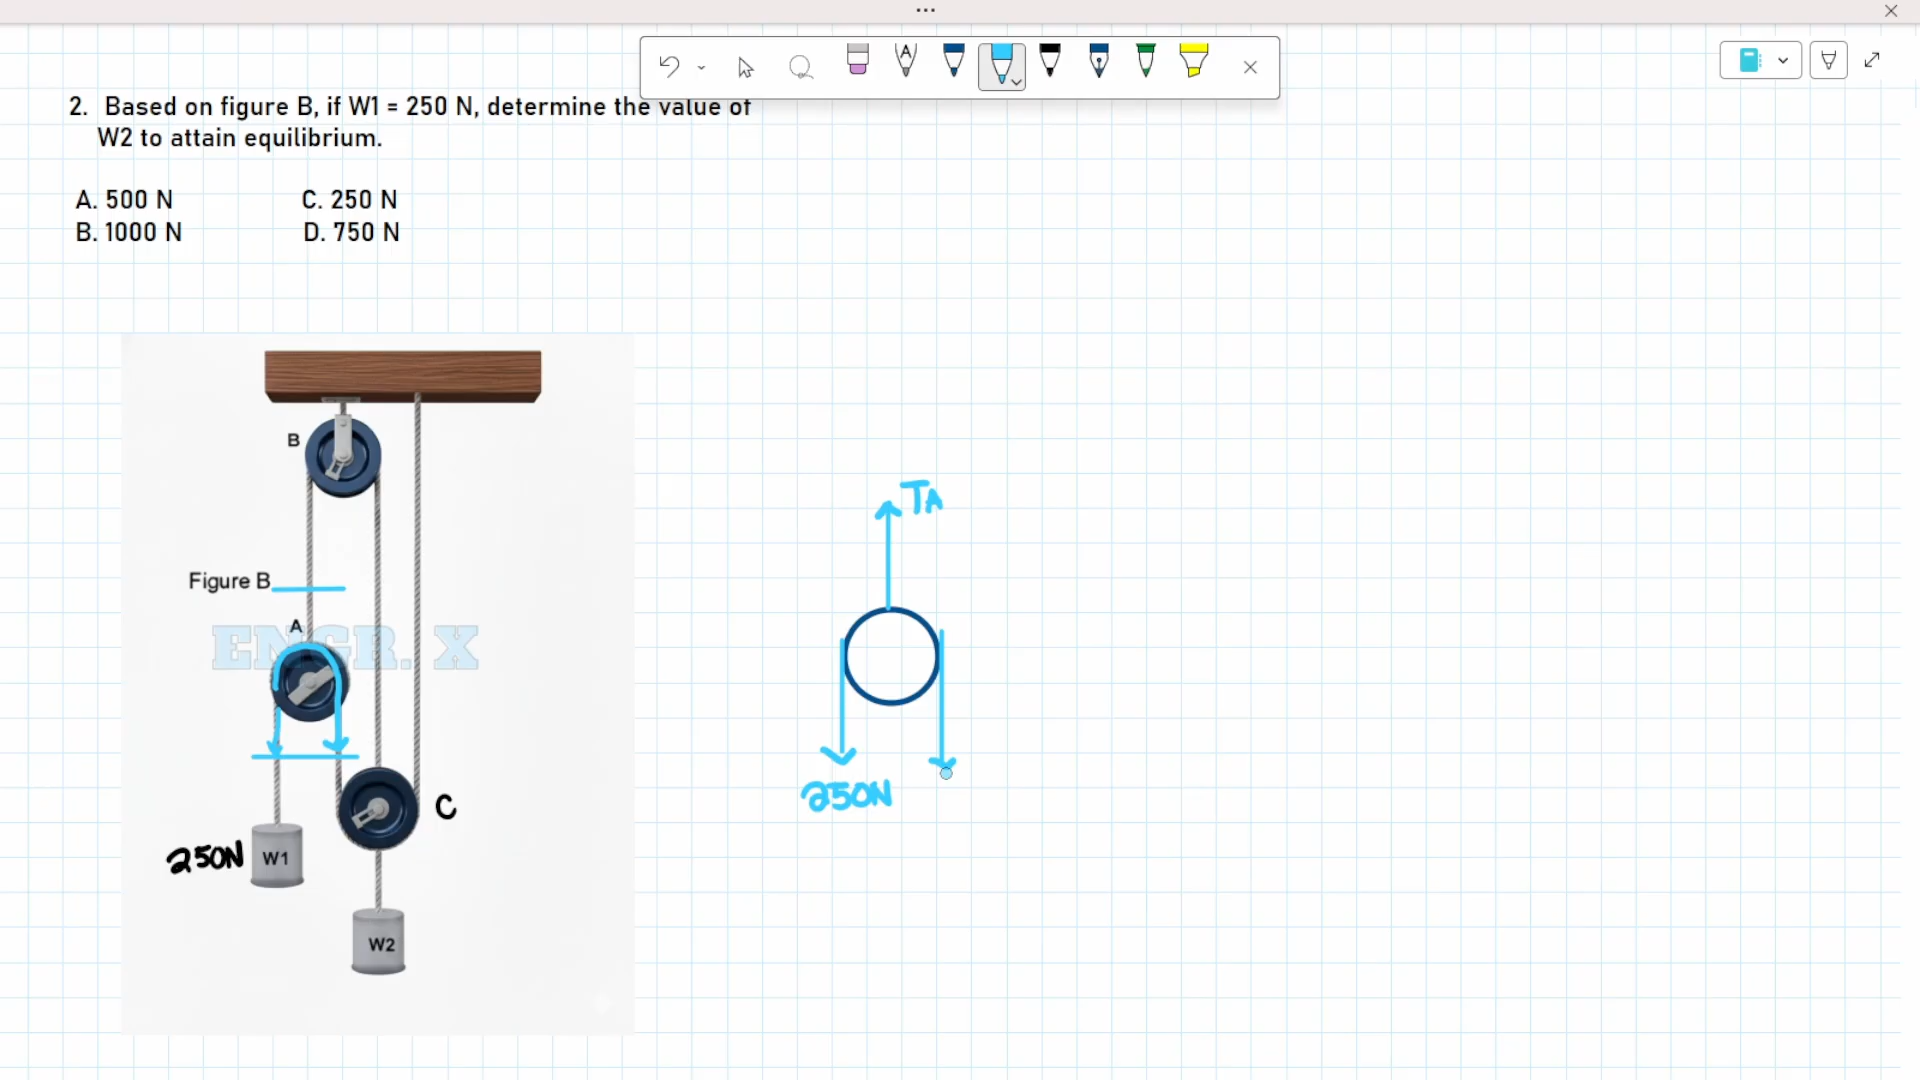 2. Based on figure B, if W1 = 250 N, determine the value of
W2 to attain equilibrium.
A. 500 N
C. 250 N
B. 1000 N
D. 750 N
B
Figure B
A
ENGR. X
C
250N
W1
W2
TA
250N